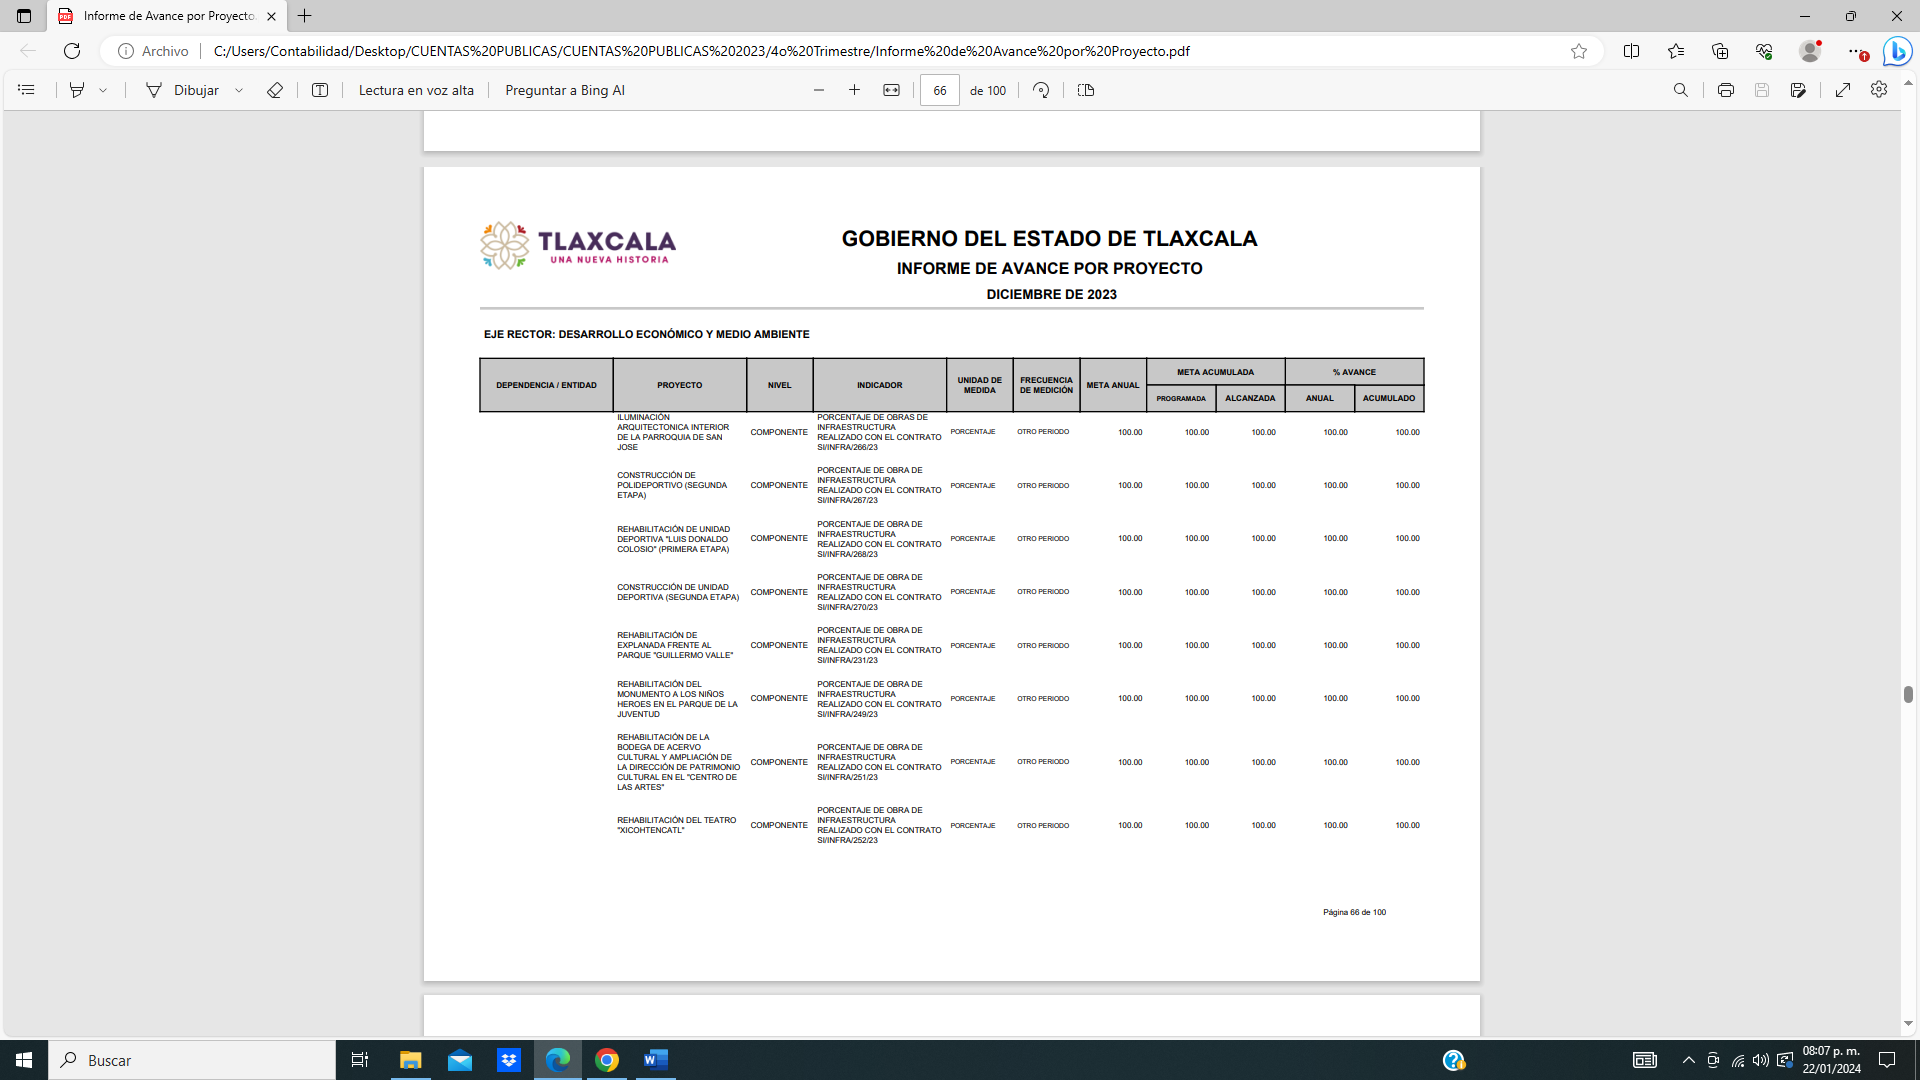 Informe de Avance por Proyecto.
Archivo
C:/Users/Contabilidad/Desktop/CUENTAS%20PUBLICAS/CUENTAS%20PUBLICAS%202023/4o%20Trimestre/Informe%20de%20Avance%20por%20Proyecto.pdf
Dibujar
Lectura en voz alta
Preguntar a Bing AI
66 de 100
TLAXCALA
UNA NUEVA HISTORIA
GOBIERNO DEL ESTADO DE TLAXCALA
INFORME DE AVANCE POR PROYECTO
DICIEMBRE DE 2023
EJE RECTOR: DESARROLLO ECONÓMICO Y MEDIO AMBIENTE
DEPENDENCIA / ENTIDAD PROYECTO NIVEL INDICADOR UNIDAD DE MEDIDA FRECUENCIA DE MEDICIÓN META ANUAL META ACUMULADA % AVANCE
PROGRAMADA ALCANZADA ANUAL ACUMULADO
ILUMINACIÓN
ARQUITECTONICA INTERIOR
DE LA PARROQUIA DE SAN
JOSE
COMPONENTE
PORCENTAJE DE OBRAS DE
INFRAESTRUCTURA
REALIZADO CON EL CONTRATO
SI/INFRA/266/23
PORCENTAJE OTRO PERIODO 100.00 100.00 100.00 100.00 100.00
CONSTRUCCIÓN DE
POLIDEPORTIVO (SEGUNDA
ETAPA)
COMPONENTE
PORCENTAJE DE OBRA DE
INFRAESTRUCTURA
REALIZADO CON EL CONTRATO
SI/INFRA/267/23
PORCENTAJE OTRO PERIODO 100.00 100.00 100.00 100.00 100.00
REHABILITACIÓN DE UNIDAD
DEPORTIVA "LUIS DONALDO
COLOSIO" (PRIMERA ETAPA)
COMPONENTE
PORCENTAJE DE OBRA DE
INFRAESTRUCTURA
REALIZADO CON EL CONTRATO
SI/INFRA/268/23
PORCENTAJE OTRO PERIODO 100.00 100.00 100.00 100.00 100.00
CONSTRUCCIÓN DE UNIDAD
DEPORTIVA (SEGUNDA ETAPA)
COMPONENTE
PORCENTAJE DE OBRA DE
INFRAESTRUCTURA
REALIZADO CON EL CONTRATO
SI/INFRA/270/23
PORCENTAJE OTRO PERIODO 100.00 100.00 100.00 100.00 100.00
REHABILITACIÓN DE
EXPLANADA FRENTE AL
PARQUE "GUILLERMO VALLE"
COMPONENTE
PORCENTAJE DE OBRA DE
INFRAESTRUCTURA
REALIZADO CON EL CONTRATO
SI/INFRA/231/23
PORCENTAJE OTRO PERIODO 100.00 100.00 100.00 100.00 100.00
REHABILITACIÓN DEL
MONUMENTO A LOS NIÑOS
HEROES EN EL PARQUE DE LA
JUVENTUD
COMPONENTE
PORCENTAJE DE OBRA DE
INFRAESTRUCTURA
REALIZADO CON EL CONTRATO
SI/INFRA/249/23
PORCENTAJE OTRO PERIODO 100.00 100.00 100.00 100.00 100.00
REHABILITACIÓN DE LA
BODEGA DE ACERVO
CULTURAL Y AMPLIACIÓN DE
LA DIRECCIÓN DE PATRIMONIO
CULTURAL EN EL "CENTRO DE
LAS ARTES"
COMPONENTE
PORCENTAJE DE OBRA DE
INFRAESTRUCTURA
REALIZADO CON EL CONTRATO
SI/INFRA/251/23
PORCENTAJE OTRO PERIODO 100.00 100.00 100.00 100.00 100.00
REHABILITACIÓN DEL TEATRO
"XICOHTENCATL"
COMPONENTE
PORCENTAJE DE OBRA DE
INFRAESTRUCTURA
REALIZADO CON EL CONTRATO
SI/INFRA/252/23
PORCENTAJE OTRO PERIODO 100.00 100.00 100.00 100.00 100.00
Página 66 de 100
Buscar
08:07 p. m.
22/01/2024